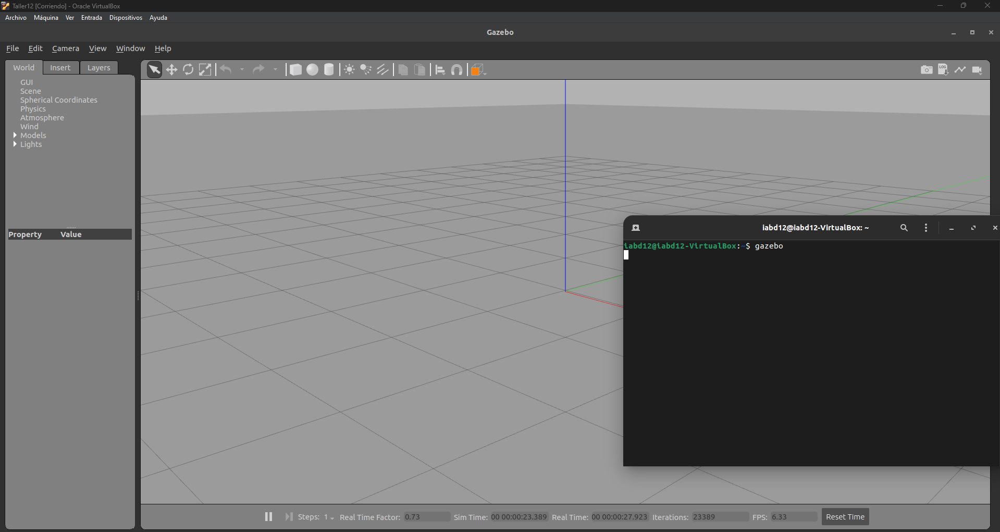 Taller12 [Corriendo] - Oracle VirtualBox
Archivo Máquina Ver Entrada Dispositivos Ayuda
Gazebo
File Edit Camera View Window Help
World Insert Layers
LOG
GUI
Scene
Spherical Coordinates
Physics
Atmosphere
Wind
Models
Lights
Property Value
iabd12@iabd12-VirtualBox: ~
iabd12@iabd12-VirtualBox:~$ gazebo
Steps: 1 Real Time Factor: 0.73 Sim Time: 00 00:00:23.389 Real Time: 00 00:00:27.923 Iterations: 23389 FPS: 6.33 Reset Time